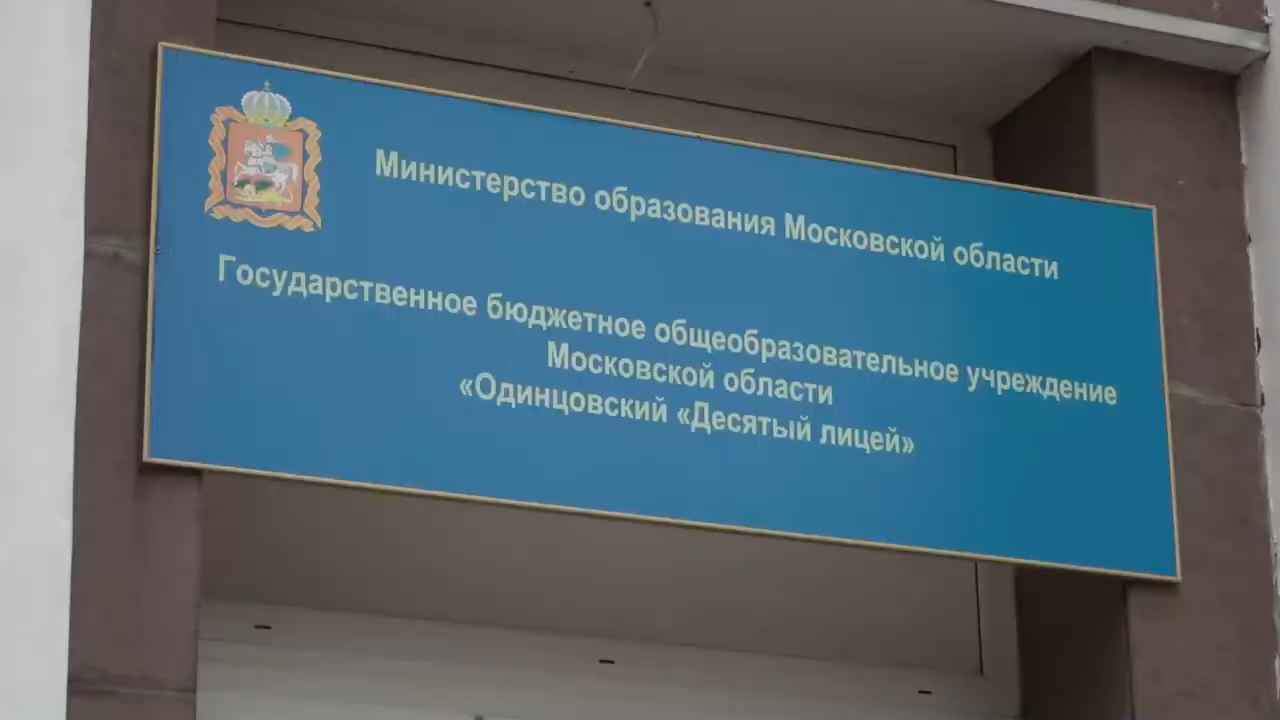 Министерство образования Московской области
Государственное бюджетное общеобразовательное учреждение
Московской области
«Одинцовский «Десятый лицей»